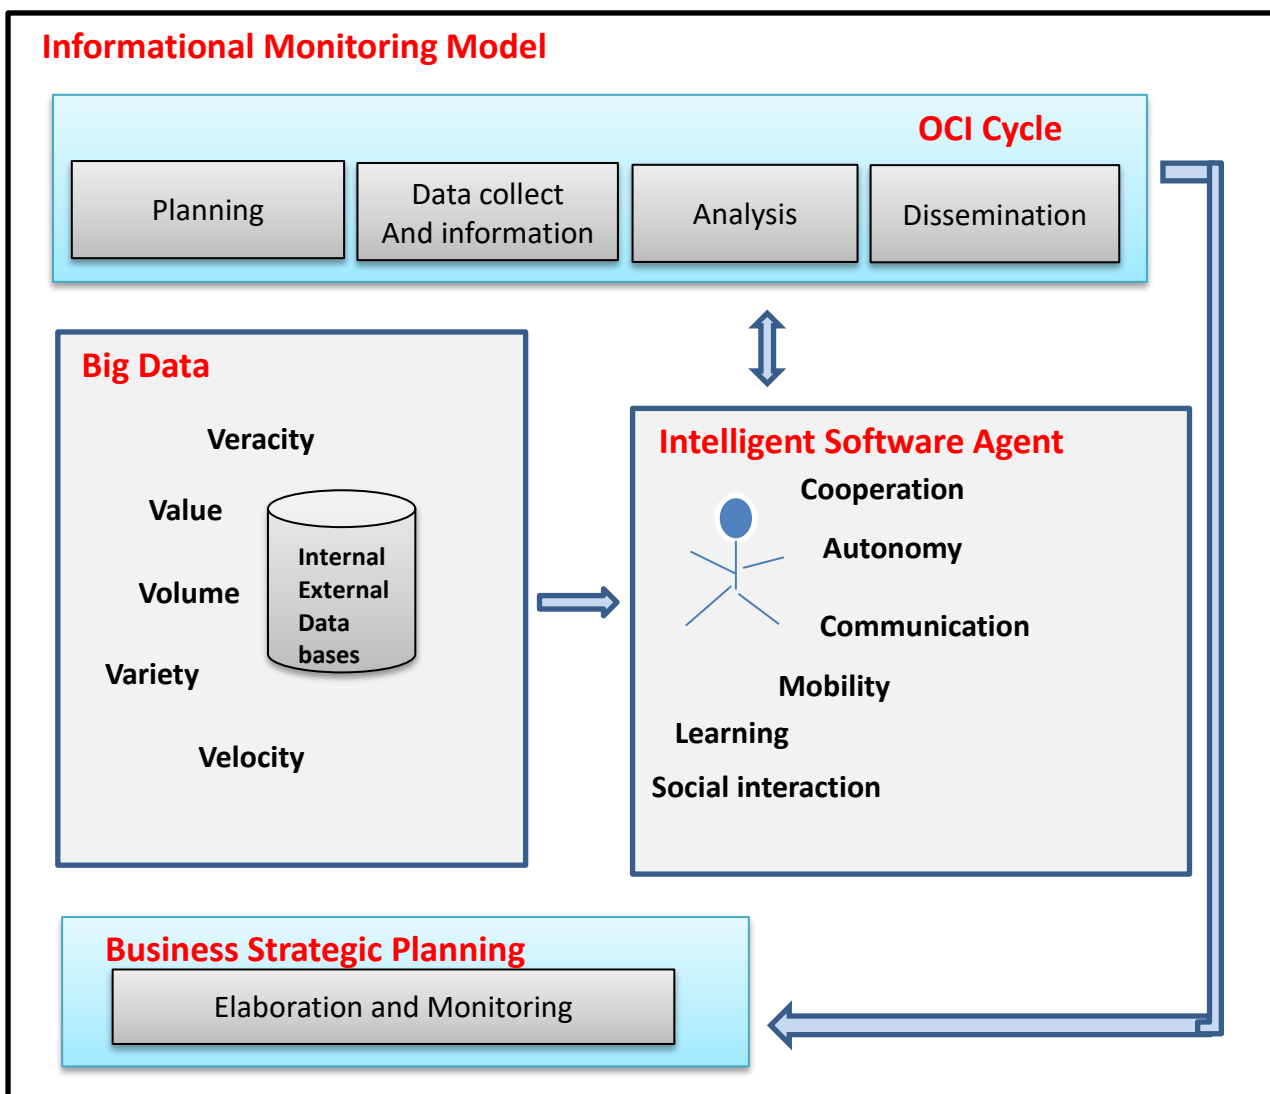 Informational Monitoring Model
OCI Cycle
Planning
Data collect
And information
Analysis
Dissemination
Big Data
Veracity
Value
Volume
Variety
Velocity
Internal
External
Data
bases
Intelligent Software Agent
Cooperation
Autonomy
Communication
Mobility
Learning
Social interaction
Business Strategic Planning
Elaboration and Monitoring